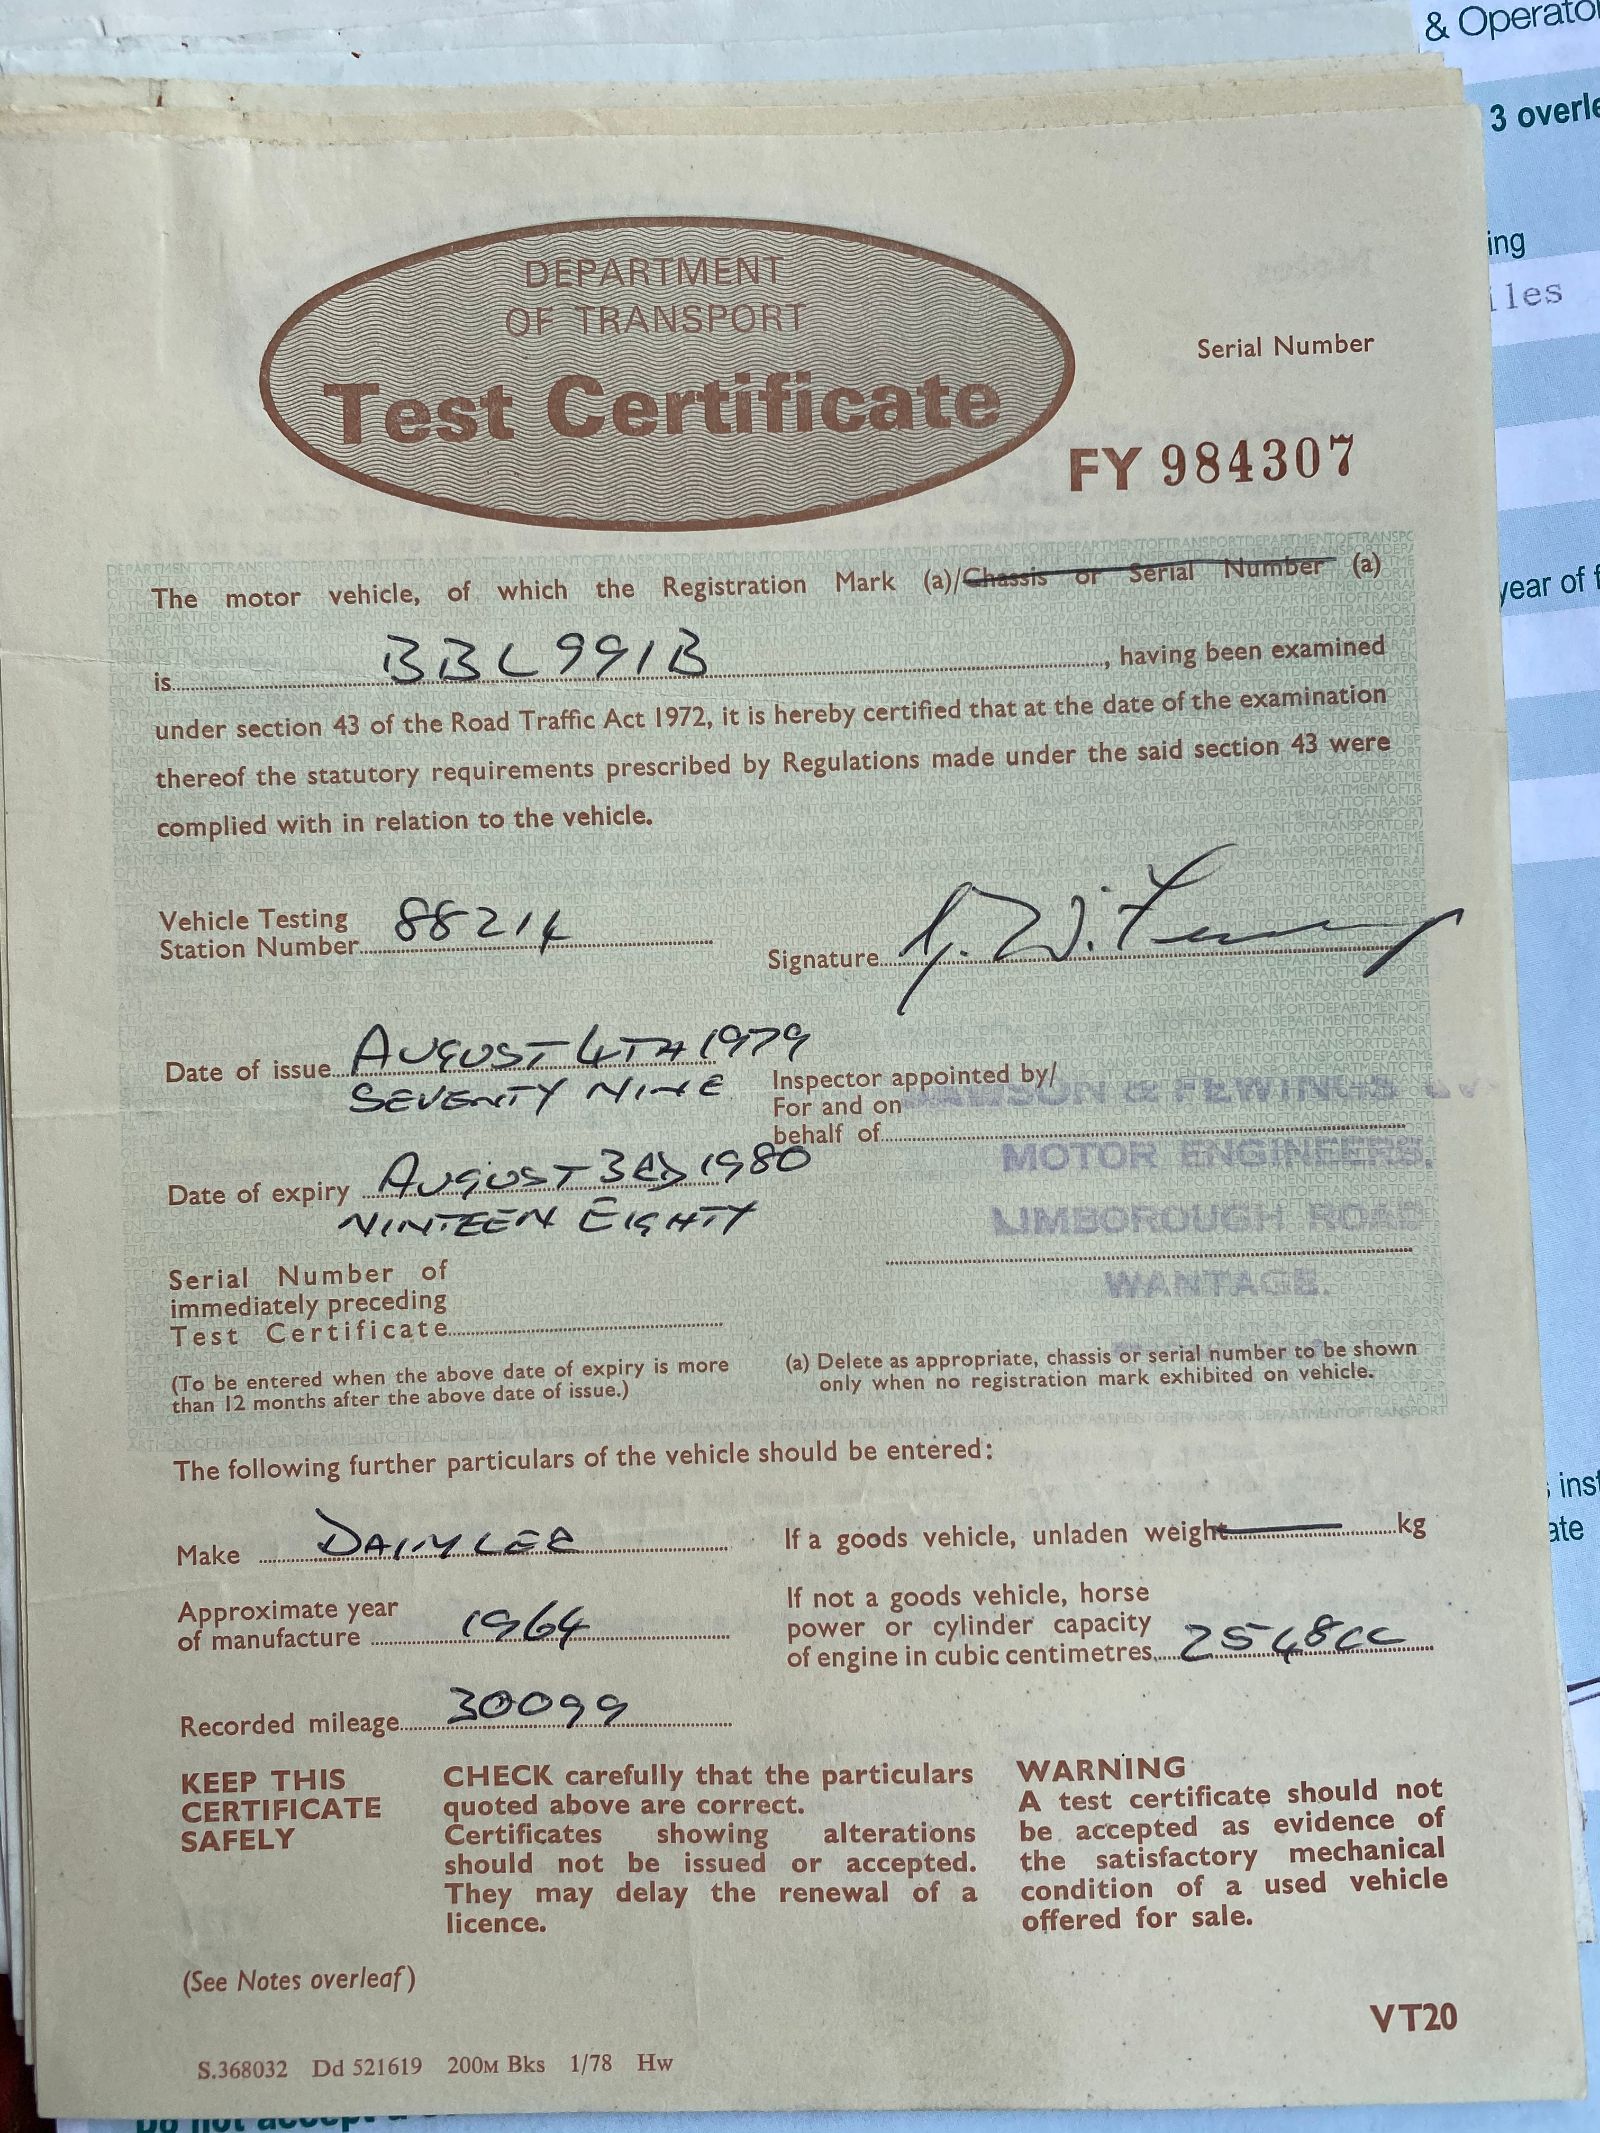 & Operato
3 overle
ing
iles
year of f
DEPARTMENT
OF TRANSPORT
Test Certificate
Serial Number
FY 984307
The motor vehicle, of which the Registration Mark (a)/Chassis or Serial Number (a)
is BBL 991B, having been examined
under section 43 of the Road Traffic Act 1972, it is hereby certified that at the date of the examination
thereof the statutory requirements prescribed by Regulations made under the said section 43 were
complied with in relation to the vehicle.
Vehicle Testing
Station Number 88214
Signature
Date of issue AUGUST 4TH 1979
SEVENTY NINE
Inspector appointed by/
For and on
behalf of
DAWSON & FEWINGS
MOTOR ENGINEERS,
LIMBOROUGH ROAD
WANTAGE.
Date of expiry AUGUST 3RD 1980
NINTEEN EIGHTY
Serial Number of
immediately preceding
Test Certificate
(To be entered when the above date of expiry is more
than 12 months after the above date of issue.)
(a) Delete as appropriate, chassis or serial number to be shown
only when no registration mark exhibited on vehicle.
The following further particulars of the vehicle should be entered:
Make DAIMLER
If a goods vehicle, unladen weight kg
Approximate year
of manufacture 1964
If not a goods vehicle, horse
power or cylinder capacity
of engine in cubic centimetres 2548cc
Recorded mileage 30099
KEEP THIS
CERTIFICATE
SAFELY
CHECK carefully that the particulars
quoted above are correct.
Certificates showing alterations
should not be issued or accepted.
They may delay the renewal of a
licence.
WARNING
A test certificate should not
be accepted as evidence of
the satisfactory mechanical
condition of a used vehicle
offered for sale.
(See Notes overleaf)
VT20
S.368032 Dd 521619 200M Bks 1/78 Hw
inst
ate
Do not accept a